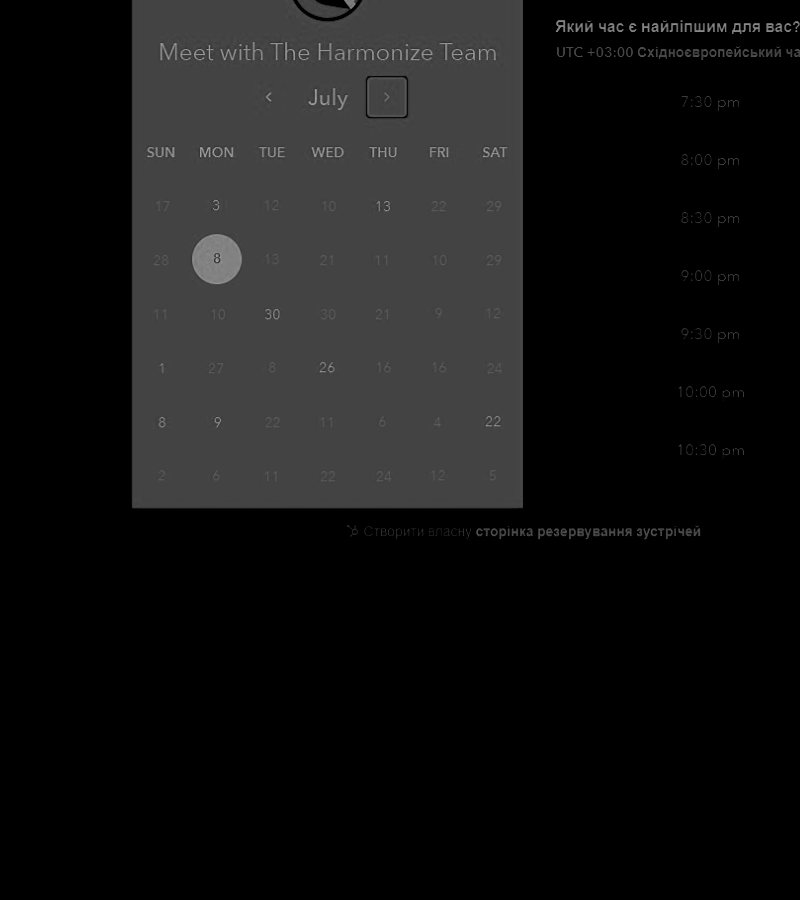 Meet with The Harmonize Team
July
SUN MON TUE WED THU FRI SAT
17 3 12 10 13 22 29
28 8 13 21 11 10 29
11 10 30 30 21 9 12
1 27 8 26 16 16 24
8 9 22 11 6 4 22
2 6 11 22 24 12 5
Який час є найліпшим для вас?
UTC +03:00 Східноєвропейський ча
7:30 pm
8:00 pm
8:30 pm
9:00 pm
9:30 pm
10:00 pm
10:30 pm
Створити власну сторінка резервування зустрічей